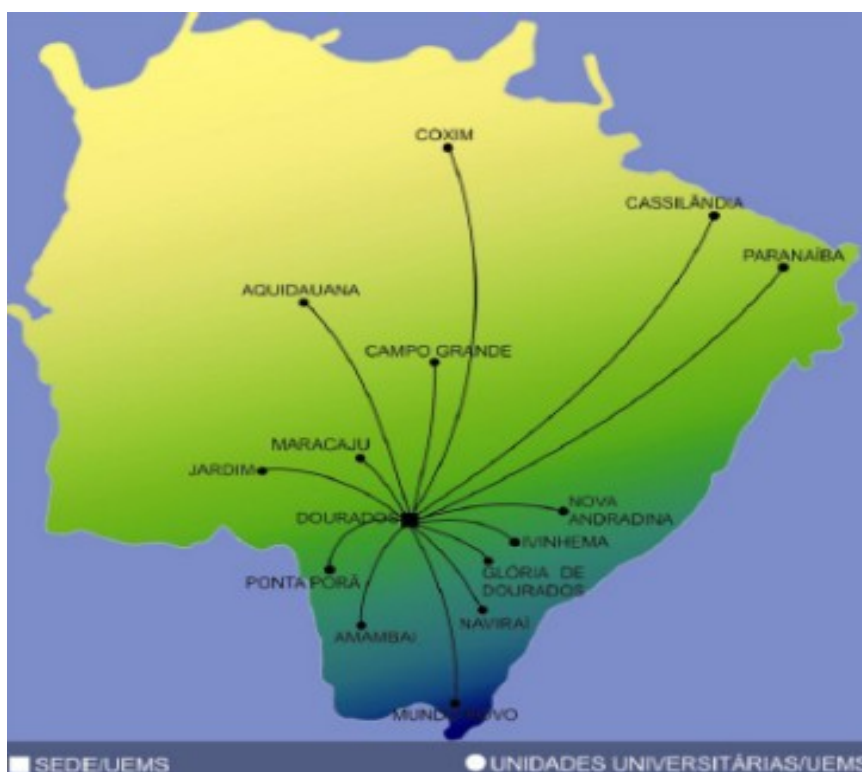 COXIM
CASSILÂNDIA
PARANAÍBA
AQUIDAUANA
CAMPO GRANDE
MARACAJU
JARDIM
DOURADOS
NOVA
ANDRADINA
IVINHEMA
GLÓRIA DE
DOURADOS
PONTA PORÃ
NAVIRAÍ
AMAMBAI
MUNDO NOVO
SEDE/UEMS
UNIDADES UNIVERSITÁRIAS/UEMS